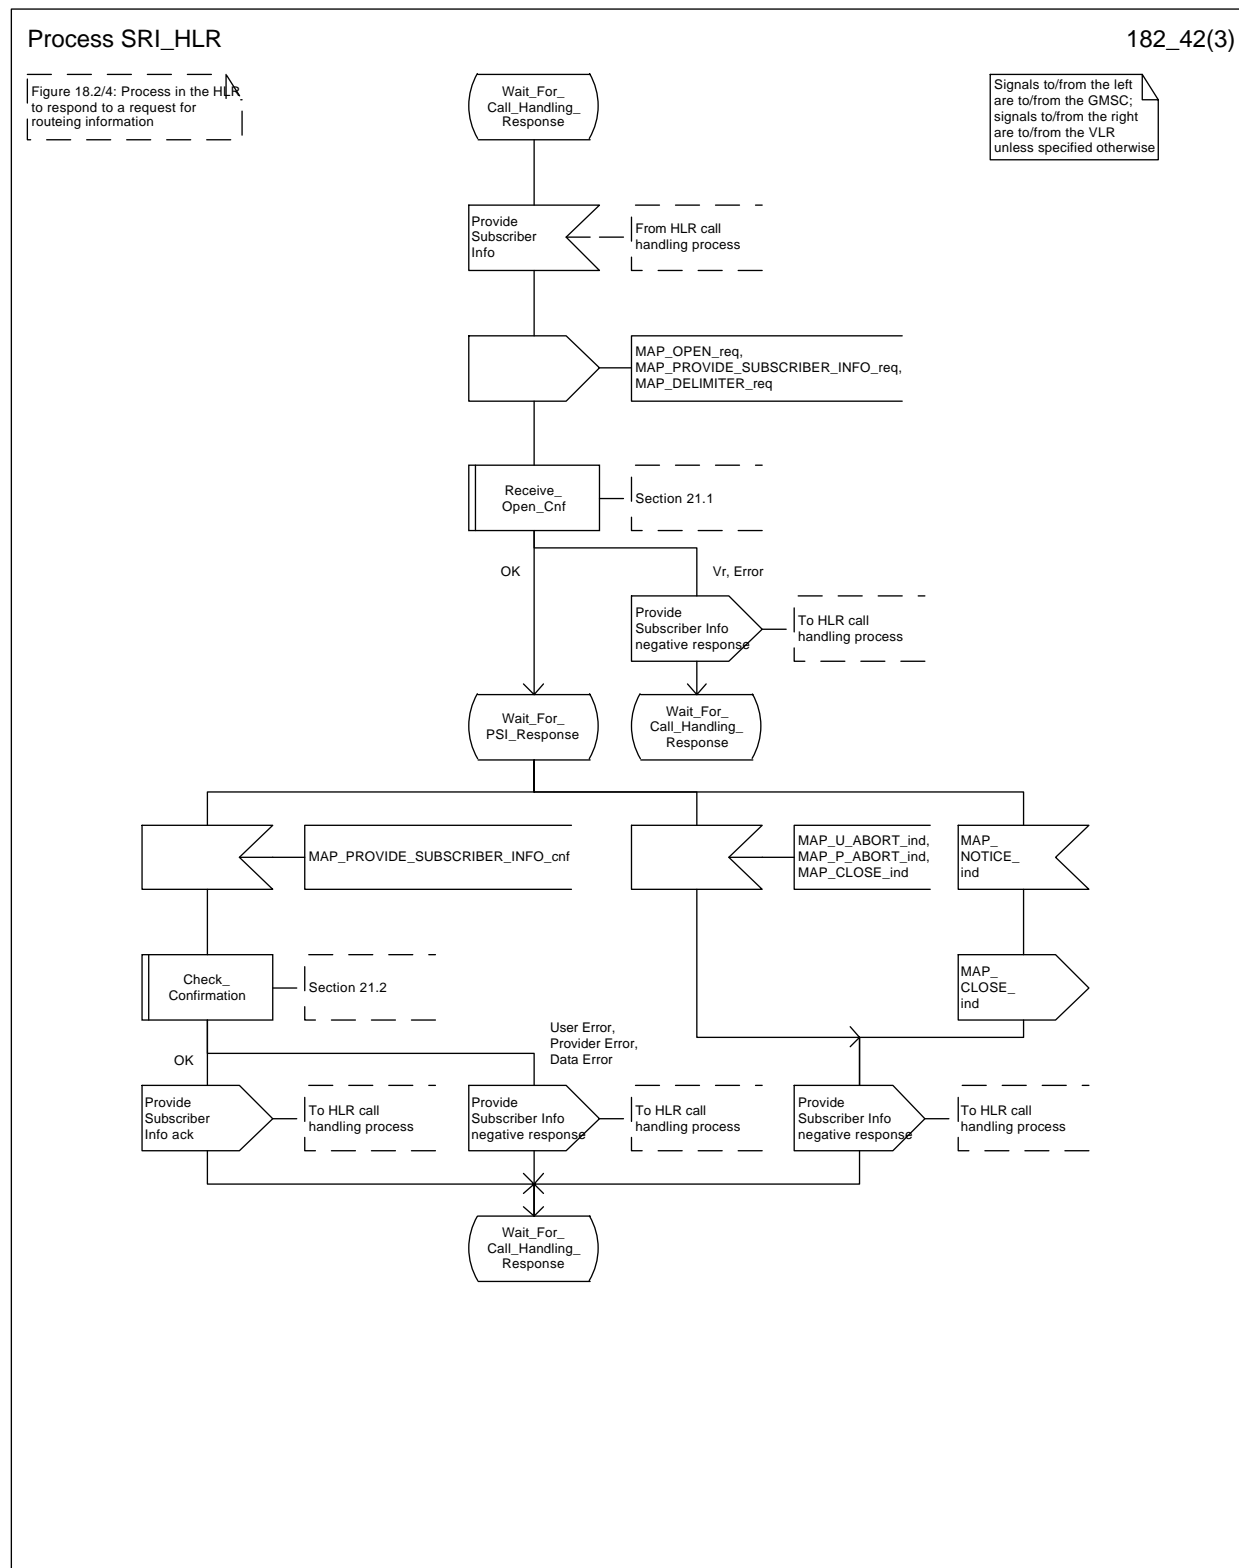 Process SRI_HLR
182_42(3)
Figure 18.2/4: Process in the HLR
to respond to a request for
routeing information
Wait_For_
Call_Handling_
Response
Signals to/from the left
are to/from the GMSC;
signals to/from the right
are to/from the VLR
unless specified otherwise
Provide
Subscriber
Info
From HLR call
handling process
MAP_OPEN_req,
MAP_PROVIDE_SUBSCRIBER_INFO_req,
MAP_DELIMITER_req
Receive_
Open_Cnf
Section 21.1
OK
Vr, Error
Provide
Subscriber Info
negative response
To HLR call
handling process
Wait_For_
PSI_Response
Wait_For_
Call_Handling_
Response
MAP_PROVIDE_SUBSCRIBER_INFO_cnf
MAP_U_ABORT_ind,
MAP_P_ABORT_ind,
MAP_CLOSE_ind
MAP_
NOTICE_
ind
Check_
Confirmation
Section 21.2
MAP_
CLOSE_
ind
OK
User Error,
Provider Error,
Data Error
Provide
Subscriber
Info ack
To HLR call
handling process
Provide
Subscriber Info
negative response
To HLR call
handling process
Provide
Subscriber Info
negative response
To HLR call
handling process
Wait_For_
Call_Handling_
Response